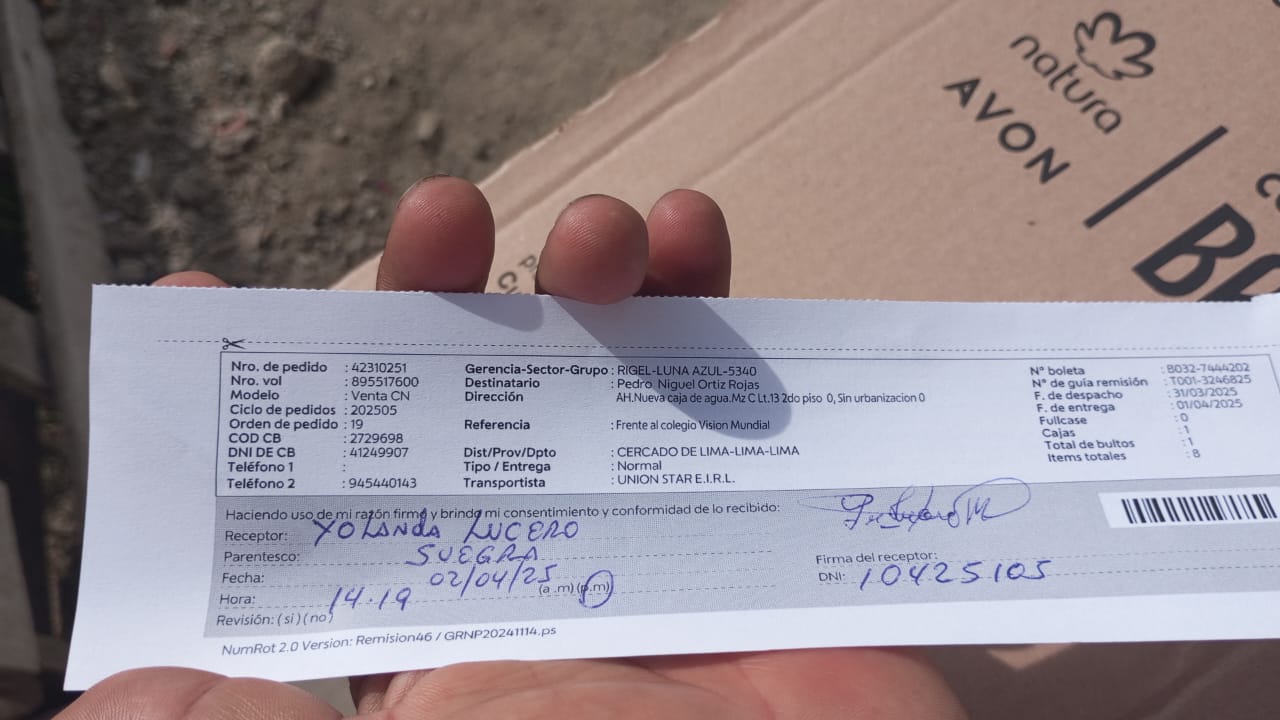 natura
AVON
Nro. de pedido : 42310251
Nro. vol : 895517600
Modelo : Venta CN
Ciclo de pedidos : 202505
Orden de pedido : 19
COD CB : 2729698
DNI DE CB : 41249907
Teléfono 1 :
Teléfono 2 : 945440143
Gerencia-Sector-Grupo : RIGEL-LUNA AZUL-5340
Destinatario : Pedro Niguel Ortiz Rojas
Dirección AH.Nueva caja de agua.Mz C Lt.13 2do piso 0, Sin urbanizacion 0
Referencia : Frente al colegio Vision Mundial
Dist/Prov/Dpto : CERCADO DE LIMA-LIMA-LIMA
Tipo / Entrega : Normal
Transportista : UNION STAR E.I.R.L.
N° boleta : B032-7444202
N° de guía remisión : T001-3246825
F. de despacho : 31/03/2025
F. de entrega : 01/04/2025
Fullcase : 0
Cajas : 1
Total de bultos : 1
Items totales : 8
Haciendo uso de mi razón firmo y brindo mi consentimiento y conformidad de lo recibido:
Receptor: YOLANDA LUCERO
Parentesco: SUEGRA
Fecha: 02/04/25
Hora: 14.19 (a.m) (p.m)
Revisión: ( si ) ( no )
Firma del receptor:
DNI: 10425105
NumRot 2.0 Version: Remision46 / GRNP20241114.ps